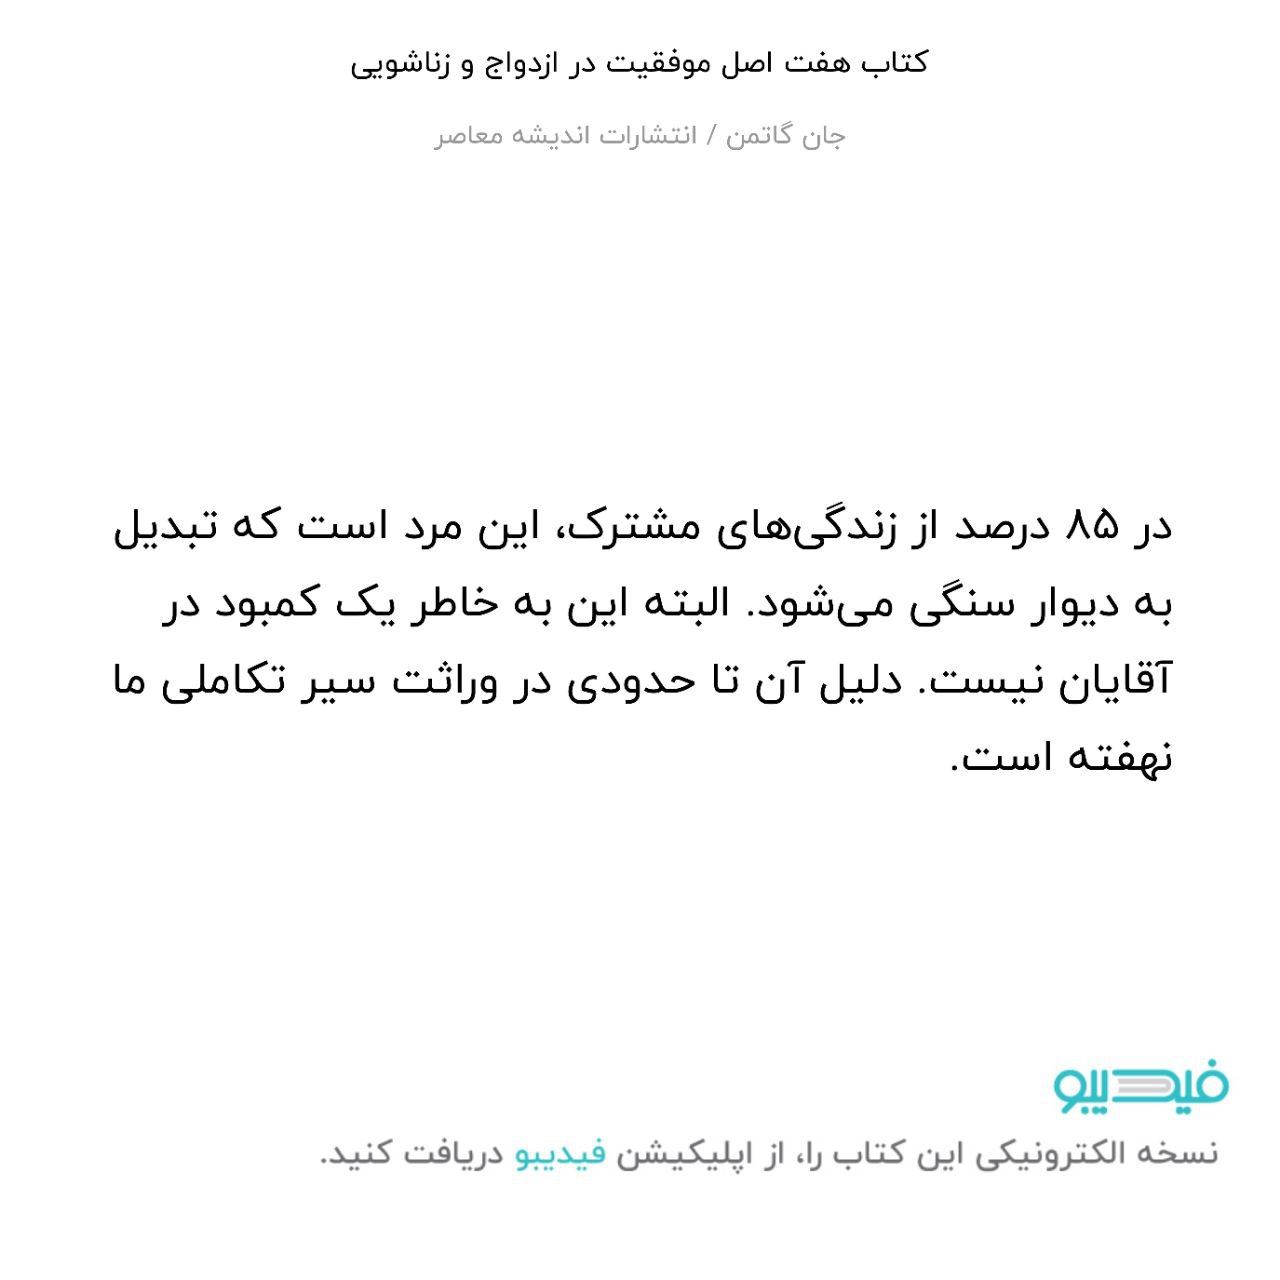 کتاب هفت اصل موفقیت در ازدواج و زناشویی
جان گاتمن / انتشارات اندیشه معاصر
در ۸۵ درصد از زندگی‌های مشترک، این مرد است که تبدیل
به دیوار سنگی می‌شود. البته این به خاطر یک کمبود در
آقایان نیست. دلیل آن تا حدودی در وراثت سیر تکاملی ما
نهفته است.
فیدیبو
نسخه الکترونیکی این کتاب را، از اپلیکیشن فیدیبو دریافت کنید.